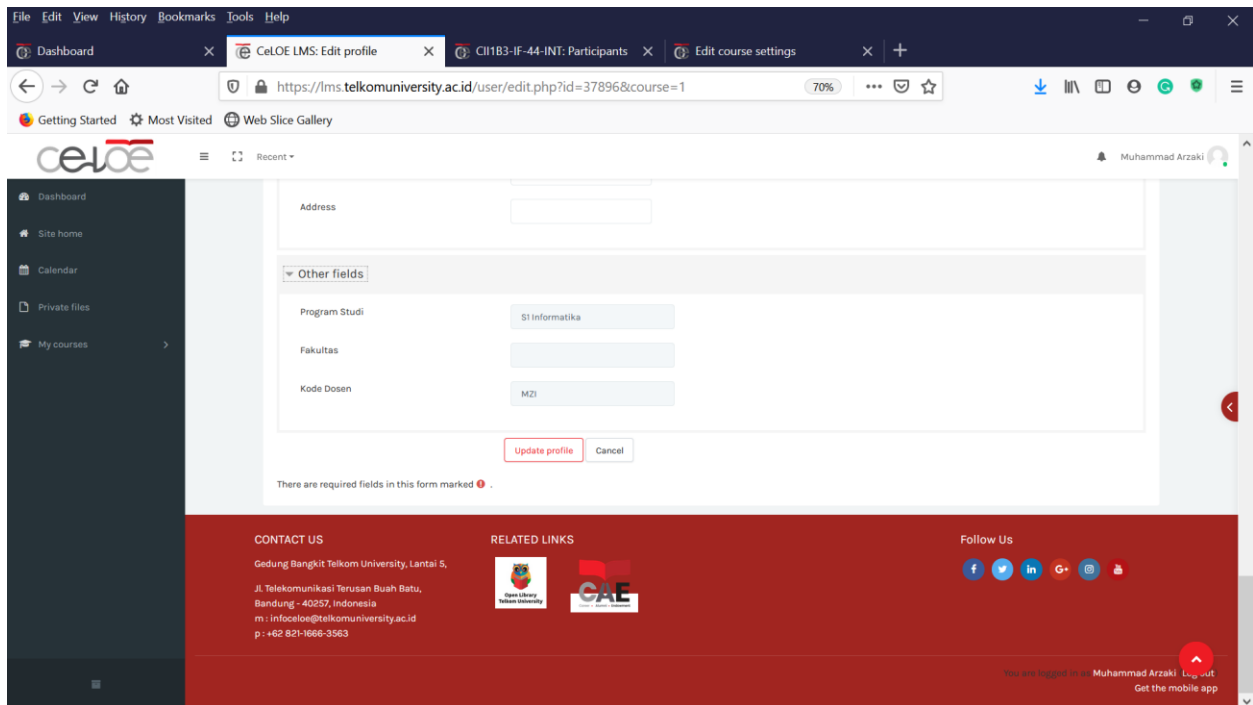 File Edit View History Bookmarks Tools Help
Dashboard
CeLOE LMS: Edit profile
CII1B3-IF-44-INT: Participants
Edit course settings
https://lms.telkomuniversity.ac.id/user/edit.php?id=37896&course=1
70%
Getting Started
Most Visited
Web Slice Gallery
celoe
Recent
Muhammad Arzaki
Dashboard
Site home
Calendar
Private files
My courses
Address
Other fields
Program Studi
S1 Informatika
Fakultas
Kode Dosen
MZI
Update profile
Cancel
There are required fields in this form marked .
CONTACT US
Gedung Bangkit Telkom University, Lantai 5,
Jl. Telekomunikasi Terusan Buah Batu,
Bandung - 40257, Indonesia
m : infoceloe@telkomuniversity.ac.id
p : +62 821-1666-3563
RELATED LINKS
Open Library
Telkom University
CAE
Follow Us
You are logged in as Muhammad Arzaki (Log out)
Get the mobile app